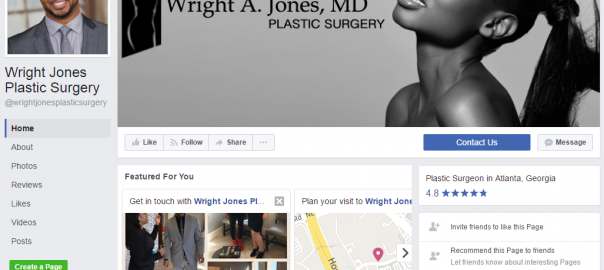 Wright A. Jones, MD
PLASTIC SURGERY
Wright Jones
Plastic Surgery
@wrightjonesplasticsurgery
Home
About
Photos
Reviews
Likes
Videos
Posts
Create a Page
Like
Follow
Share
...
Contact Us
Message
Featured For You
Get in touch with Wright Jones Pl...
Plan your visit to Wright Jone
Plastic Surgeon in Atlanta, Georgia
4.8 ★★★★★
Invite friends to like this Page
Recommend this Page to friends
Let friends know about interesting Pages